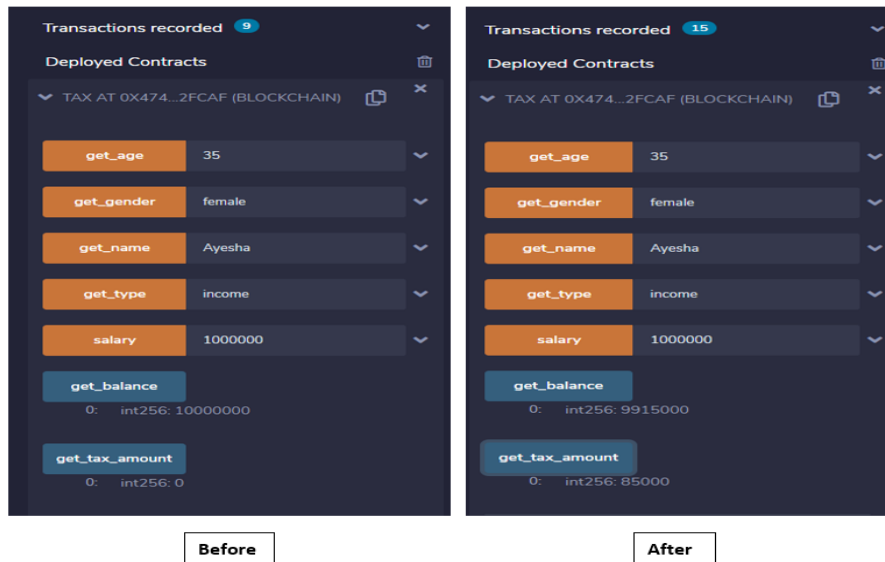 Transactions recorded 9
Deployed Contracts
TAX AT 0X474...2FCAF (BLOCKCHAIN)
get_age 35
get_gender female
get_name Ayesha
get_type income
salary 1000000
get_balance
0: int256: 10000000
get_tax_amount
0: int256: 0
Before
Transactions recorded 15
Deployed Contracts
TAX AT 0X474...2FCAF (BLOCKCHAIN)
get_age 35
get_gender female
get_name Ayesha
get_type income
salary 1000000
get_balance
0: int256: 9915000
get_tax_amount
0: int256: 85000
After